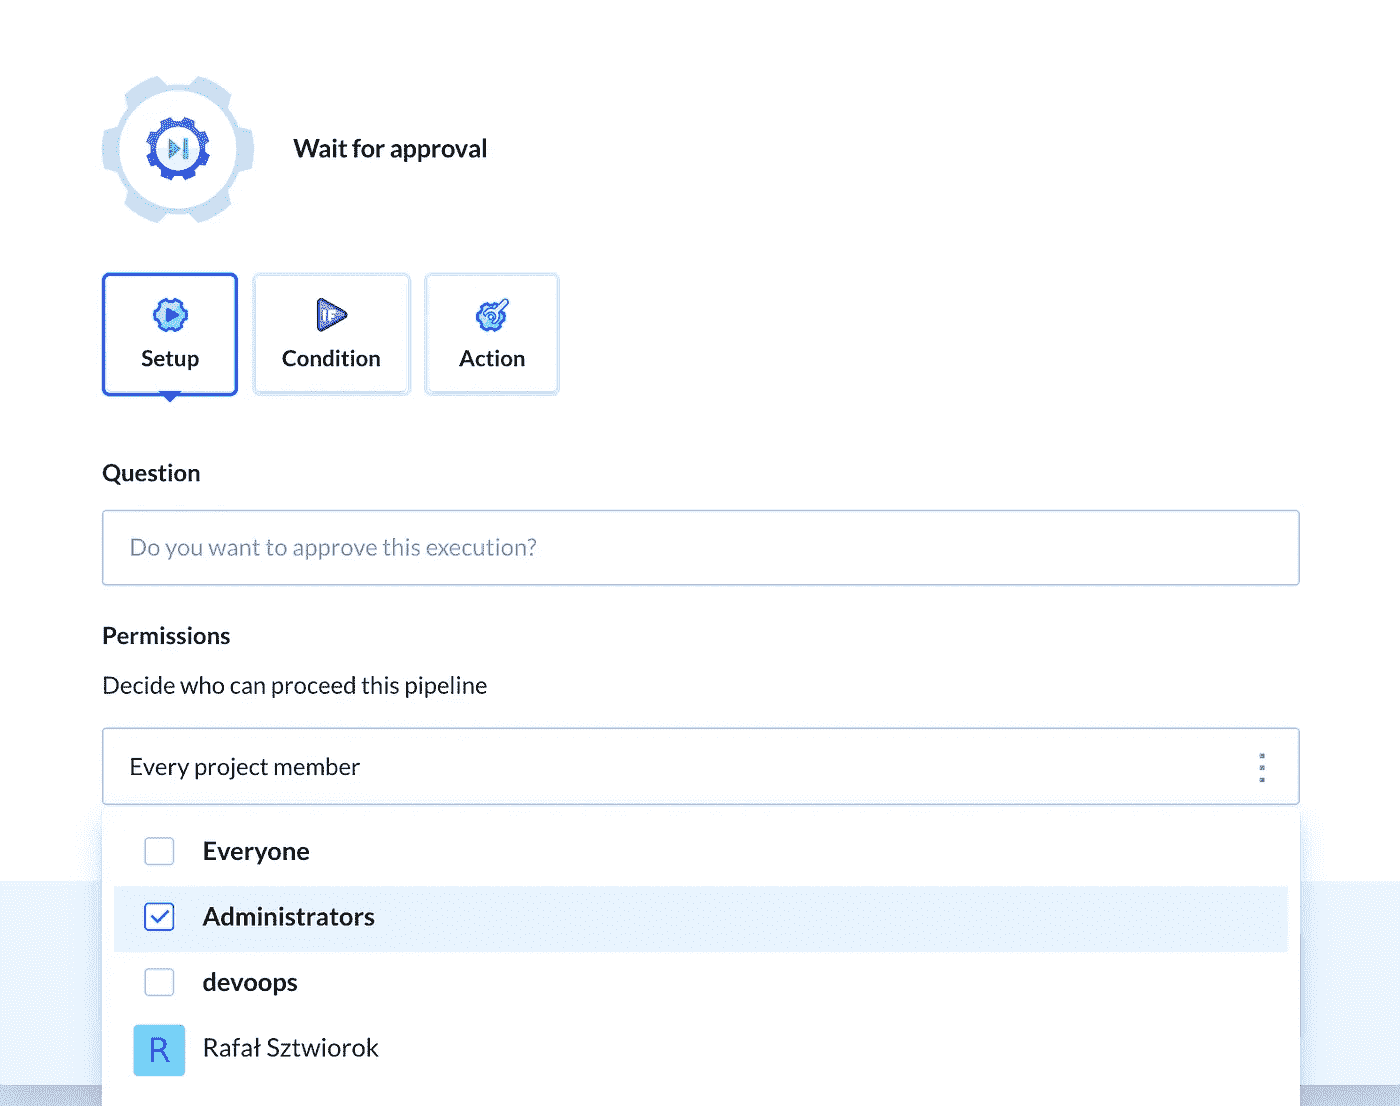 Wait for approval
Setup
IF
Condition
Action
Question
Do you want to approve this execution?
Permissions
Decide who can proceed this pipeline
Every project member
Everyone
Administrators
devoops
R
Rafał Sztwiorok